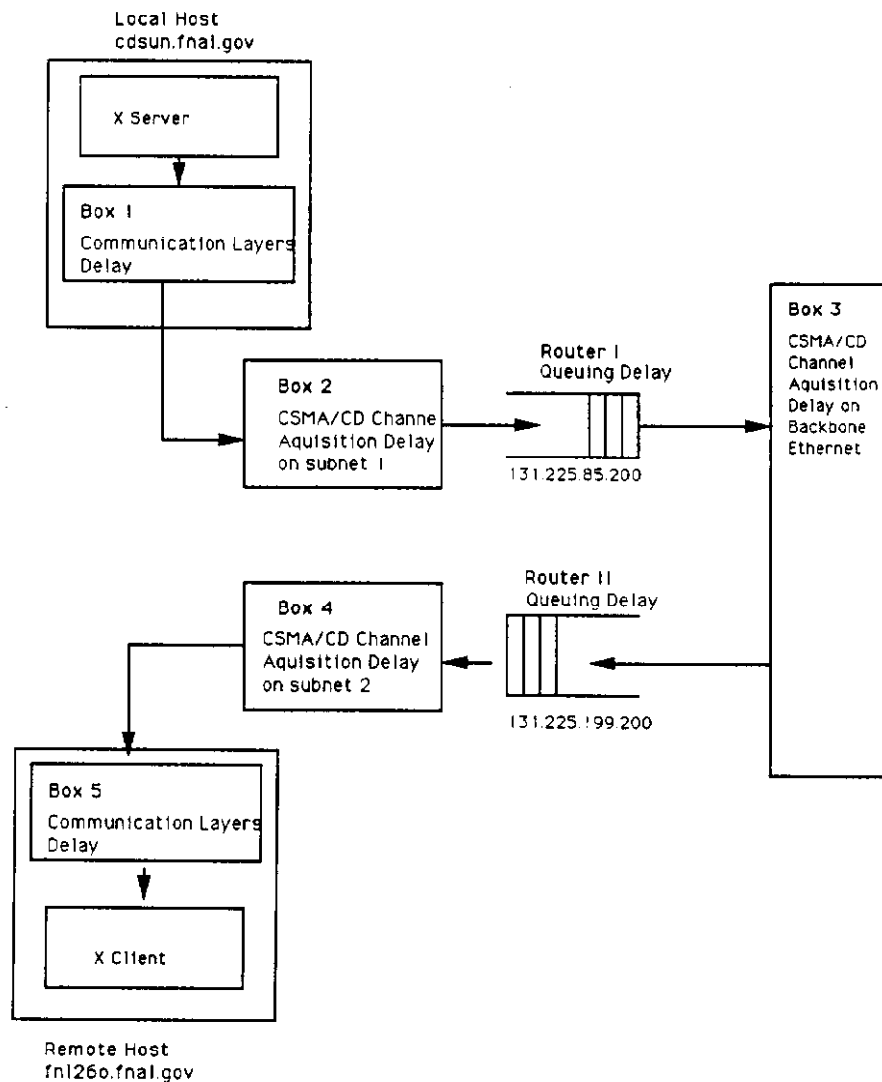 Local Host
cdsun.fnal.gov
X Server
Box 1
Communication Layers
Delay
Box 2
CSMA/CD Channel
Aquisition Delay
on subnet 1
Router I
Queuing Delay
131.225.85.200
Box 3
CSMA/CD
Channel
Aquisition
Delay on
Backbone
Ethernet
Router II
Queuing Delay
131.225.199.200
Box 4
CSMA/CD Channel
Aquisition Delay
on subnet 2
Box 5
Communication Layers
Delay
X Client
Remote Host
fnl26o.fnal.gov